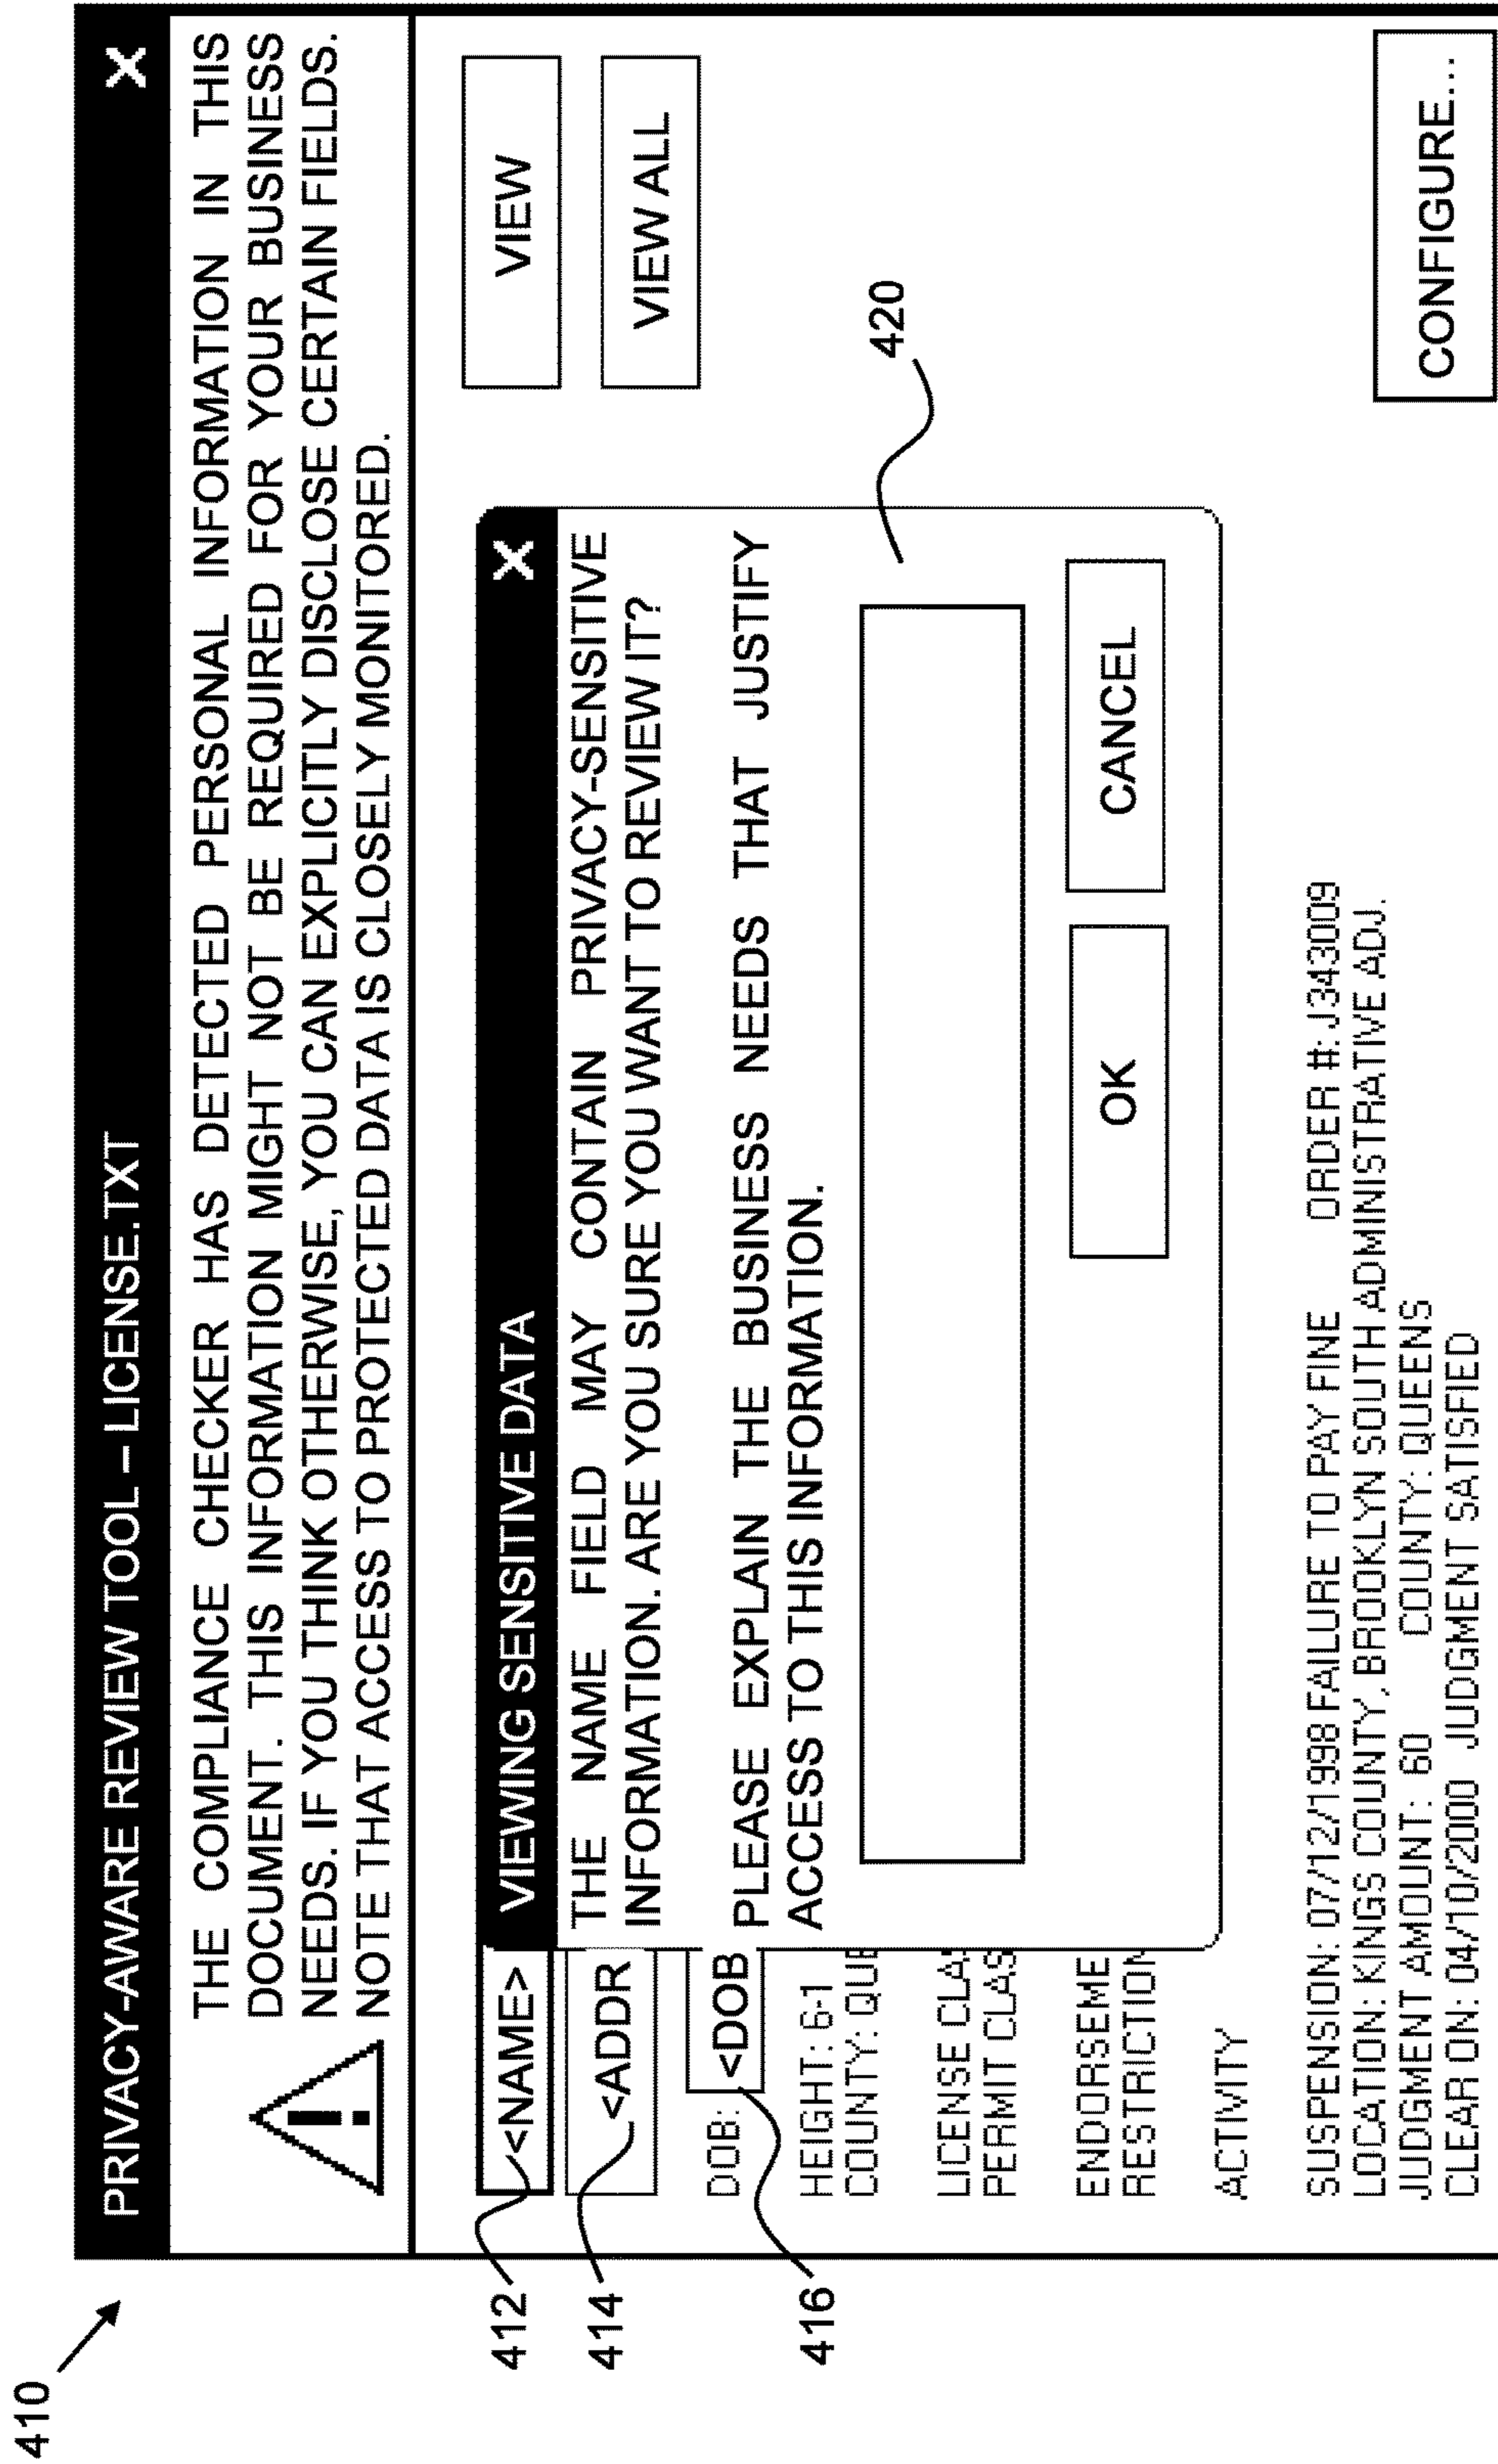 410
PRIVACY-AWARE REVIEW TOOL – LICENSE.TXT X
THE COMPLIANCE CHECKER HAS DETECTED PERSONAL INFORMATION IN THIS
DOCUMENT. THIS INFORMATION MIGHT NOT BE REQUIRED FOR YOUR BUSINESS
NEEDS. IF YOU THINK OTHERWISE, YOU CAN EXPLICITLY DISCLOSE CERTAIN FIELDS.
NOTE THAT ACCESS TO PROTECTED DATA IS CLOSELY MONITORED.
!
412
<NAME>
414
<ADDR
416
DOB: <DOB
HEIGHT: 6-1
COUNTY: QUE
LICENSE CLAS
PERMIT CLAS
ENDORSEME
RESTRICTION
ACTIVITY
VIEWING SENSITIVE DATA X
THE NAME FIELD MAY CONTAIN PRIVACY-SENSITIVE
INFORMATION. ARE YOU SURE YOU WANT TO REVIEW IT?
PLEASE EXPLAIN THE BUSINESS NEEDS THAT JUSTIFY
ACCESS TO THIS INFORMATION.
OK CANCEL
420
VIEW
VIEW ALL
SUSPENSION: 07/12/1998 FAILURE TO PAY FINE ORDER #: J343009
LOCATION: KINGS COUNTY, BROOKLYN SOUTH ADMINISTRATIVE ADJ.
JUDGMENT AMOUNT: 60 COUNTY: QUEENS
CLEAR ON: 04/10/2000 JUDGMENT SATISFIED
CONFIGURE...